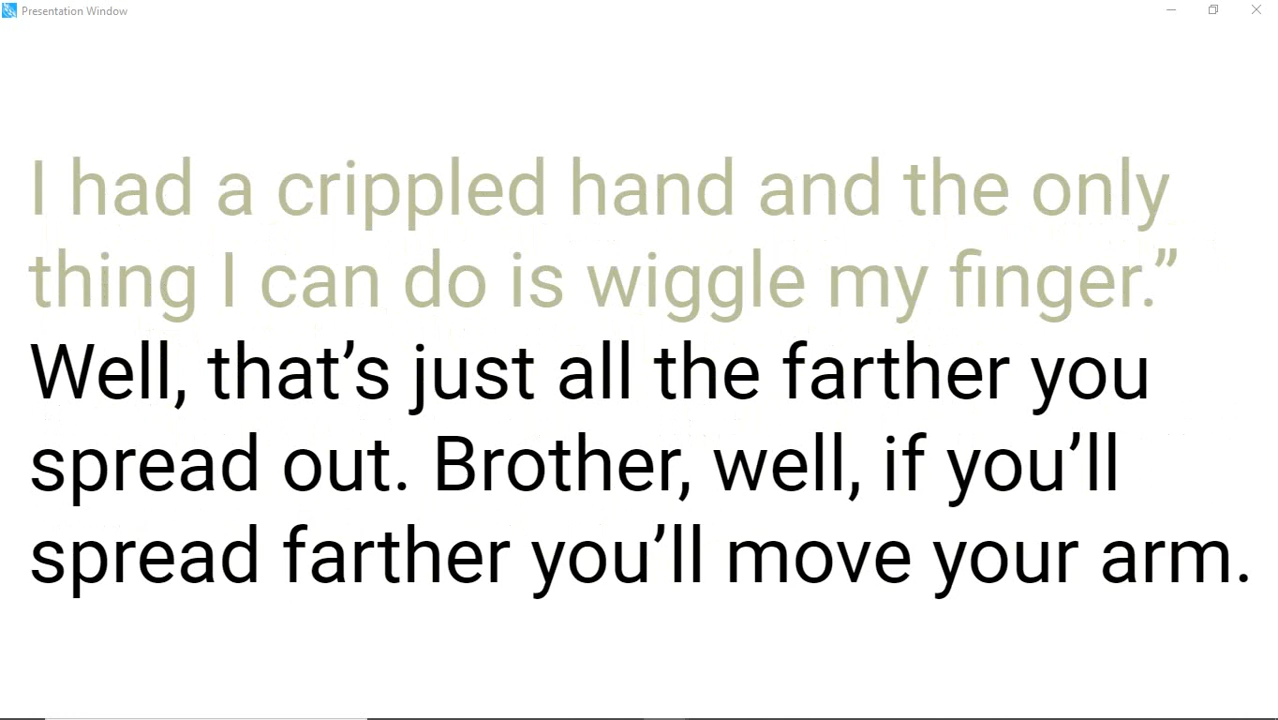 Presentation Window
I had a crippled hand and the only
thing I can do is wiggle my finger.”
Well, that’s just all the farther you
spread out. Brother, well, if you’ll
spread farther you’ll move your arm.